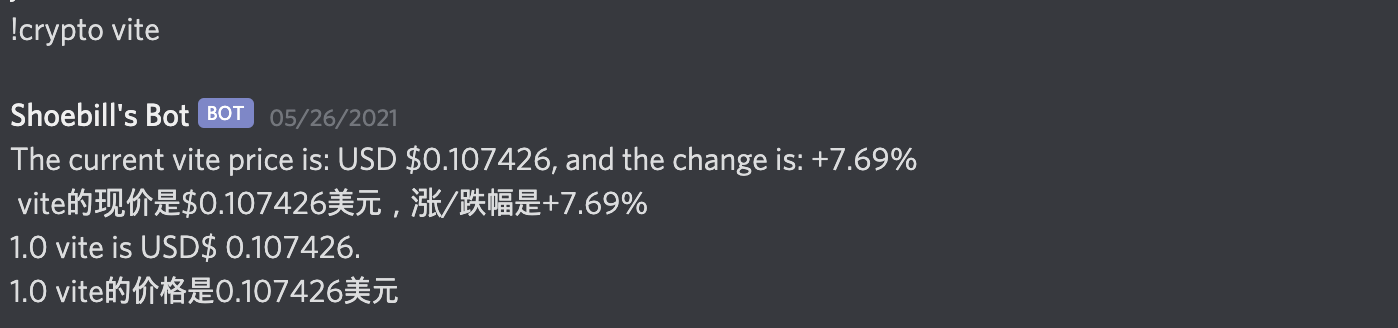 !crypto vite
Shoebill's Bot BOT 05/26/2021
The current vite price is: USD $0.107426, and the change is: +7.69%
vite的现价是$0.107426美元，涨/跌幅是+7.69%
1.0 vite is USD$ 0.107426.
1.0 vite的价格是0.107426美元